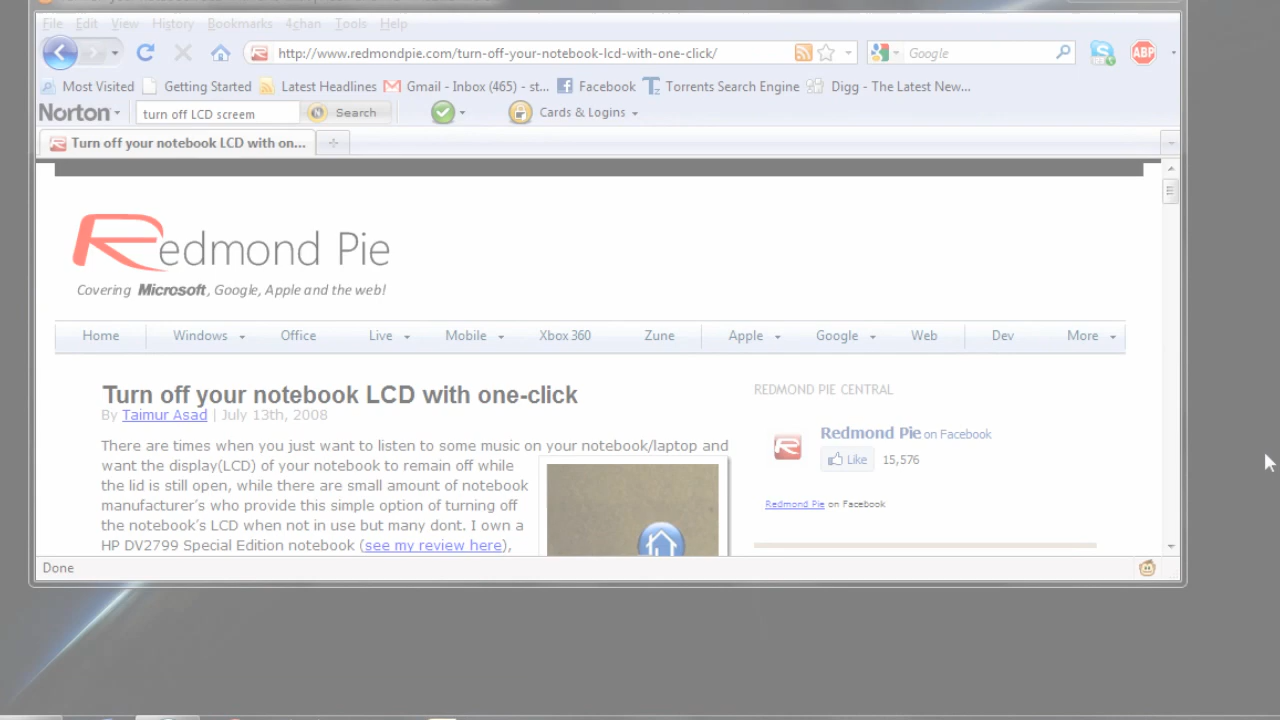 File Edit View History Bookmarks 4chan Tools Help
http://www.redmondpie.com/turn-off-your-notebook-lcd-with-one-click/
Google
ABP
Most Visited Getting Started Latest Headlines Gmail - Inbox (465) - st... Facebook Torrents Search Engine Digg - The Latest New...
Norton turn off LCD screem Search Cards & Logins
Turn off your notebook LCD with on...
Redmond Pie
Covering Microsoft, Google, Apple and the web!
Home Windows Office Live Mobile Xbox 360 Zune Apple Google Web Dev More
Turn off your notebook LCD with one-click
By Taimur Asad | July 13th, 2008
There are times when you just want to listen to some music on your notebook/laptop and
want the display(LCD) of your notebook to remain off while
the lid is still open, while there are small amount of notebook
manufacturer's who provide this simple option of turning off
the notebook's LCD when not in use but many dont. I own a
HP DV2799 Special Edition notebook (see my review here),
REDMOND PIE CENTRAL
Redmond Pie on Facebook
Like 15,576
Redmond Pie on Facebook
Done